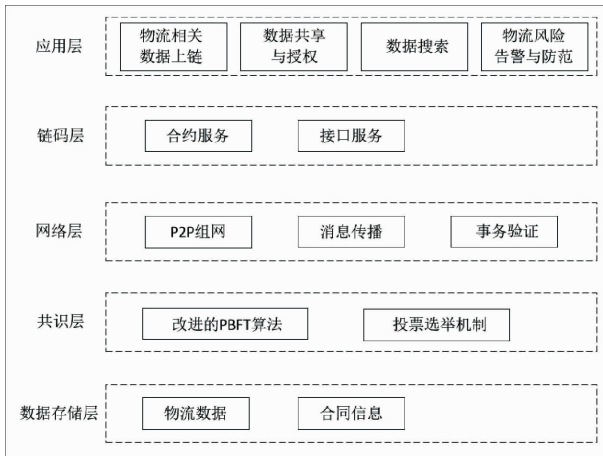 应用层
物流相关
数据上链
数据共享
与授权
数据搜索
物流风险
告警与防范
链码层
合约服务
接口服务
网络层
P2P组网
消息传播
事务验证
共识层
改进的PBFT算法
投票选举机制
数据存储层
物流数据
合同信息